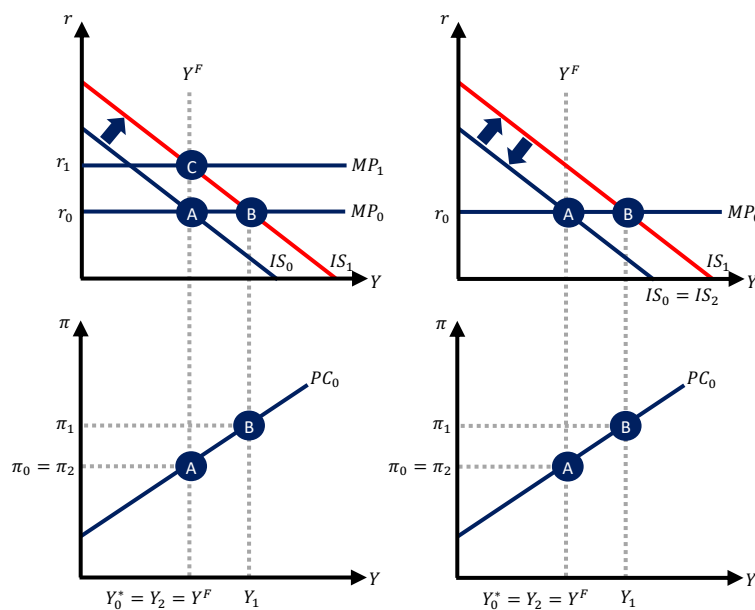 r
Y^F
r_1
C
MP_1
r_0
A
B
MP_0
IS_0
IS_1
Y
r
Y^F
r_0
A
B
MP_0
IS_1
Y
IS_0 = IS_2
π
PC_0
π_1
B
π_0 = π_2
A
Y
Y_0^* = Y_2 = Y^F
Y_1
π
PC_0
π_1
B
π_0 = π_2
A
Y
Y_0^* = Y_2 = Y^F
Y_1